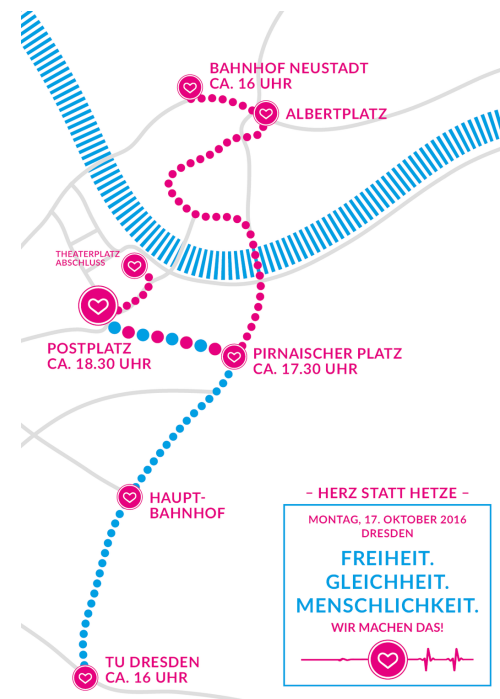 BAHNHOF NEUSTADT
CA. 16 UHR
ALBERTPLATZ
THEATERPLATZ
ABSCHLUSS
POSTPLATZ
CA. 18.30 UHR
PIRNAISCHER PLATZ
CA. 17.30 UHR
HAUPT-
BAHNHOF
TU DRESDEN
CA. 16 UHR
– HERZ STATT HETZE –
MONTAG, 17. OKTOBER 2016
DRESDEN
FREIHEIT.
GLEICHHEIT.
MENSCHLICHKEIT.
WIR MACHEN DAS!